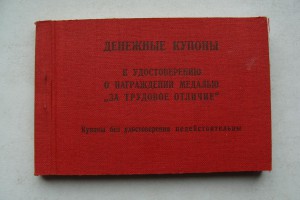 ДЕНЕЖНЫЕ КУПОНЫ
К УДОСТОВЕРЕНИЮ
О НАГРАЖДЕНИИ МЕДАЛЬЮ
„ЗА ТРУДОВОЕ ОТЛИЧИЕ"
Купоны без удостоверения недействительны